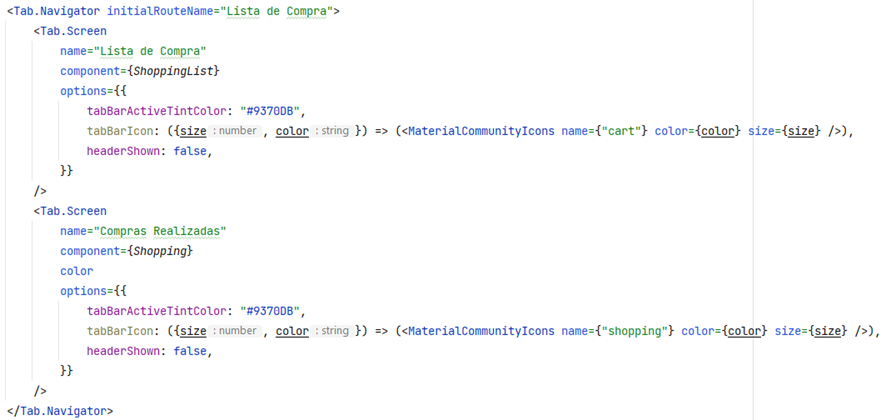 <Tab.Navigator initialRouteName="Lista de Compra">
    <Tab.Screen
        name="Lista de Compra"
        component={ShoppingList}
        options={{
            tabBarActiveTintColor: "#9370DB",
            tabBarIcon: ({size : number , color : string }) => (<MaterialCommunityIcons name={"cart"} color={color} size={size} />),
            headerShown: false,
        }}
    />
    <Tab.Screen
        name="Compras Realizadas"
        component={Shopping}
        color
        options={{
            tabBarActiveTintColor: "#9370DB",
            tabBarIcon: ({size : number , color : string }) => (<MaterialCommunityIcons name={"shopping"} color={color} size={size} />),
            headerShown: false,
        }}
    />
</Tab.Navigator>